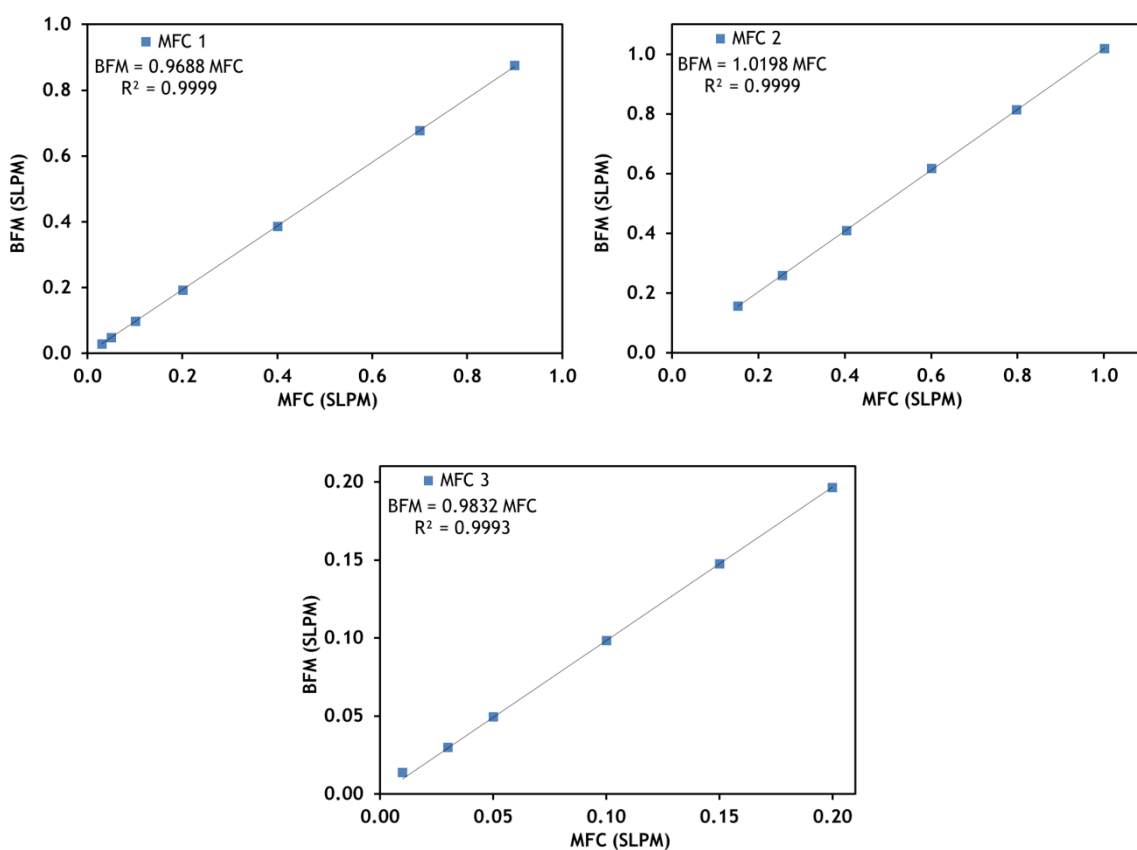 MFC 1
BFM = 0.9688 MFC
R² = 0.9999
1.0
0.8
0.6
0.4
0.2
0.0
BFM (SLPM)
0.0 0.2 0.4 0.6 0.8 1.0
MFC (SLPM)
MFC 2
BFM = 1.0198 MFC
R² = 0.9999
1.0
0.8
0.6
0.4
0.2
0.0
BFM (SLPM)
0.0 0.2 0.4 0.6 0.8 1.0
MFC (SLPM)
MFC 3
BFM = 0.9832 MFC
R² = 0.9993
0.20
0.15
0.10
0.05
0.00
BFM (SLPM)
0.00 0.05 0.10 0.15 0.20
MFC (SLPM)